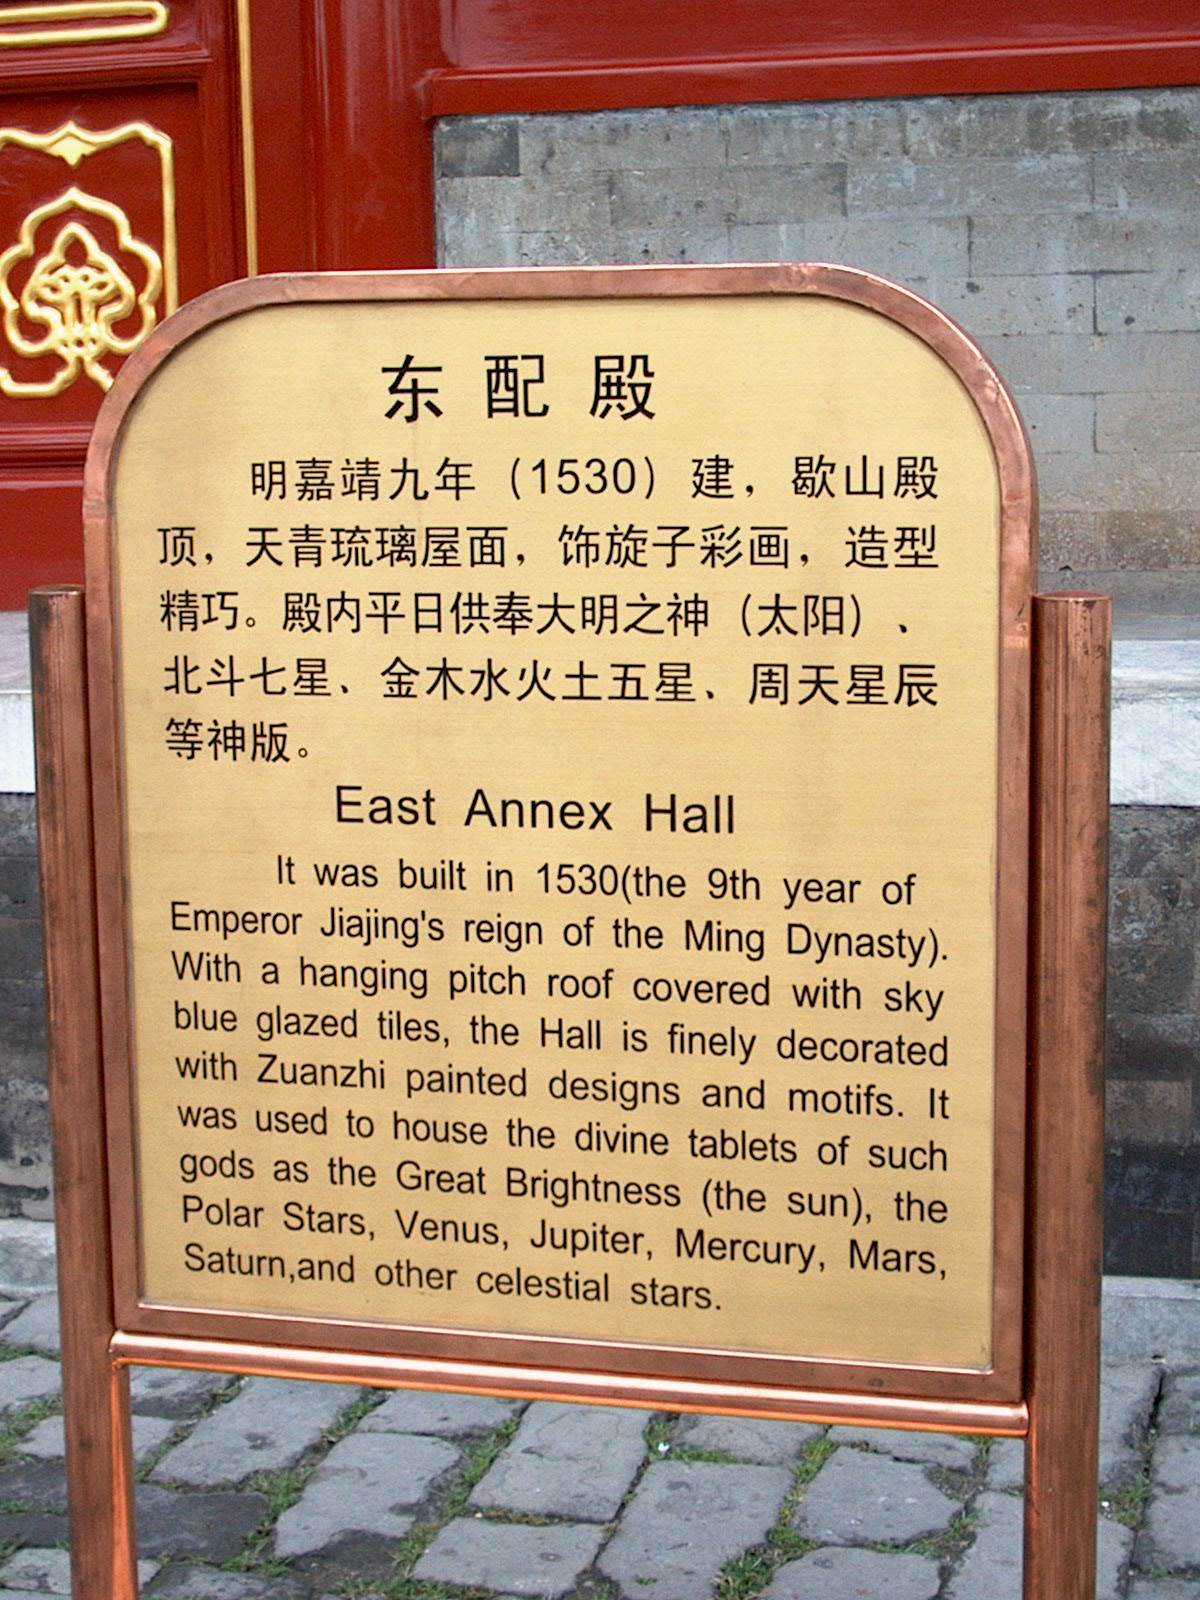 东配殿
明嘉靖九年（1530）建，歇山殿
顶，天青琉璃屋面，饰旋子彩画，造型
精巧。殿内平日供奉大明之神（太阳）、
北斗七星、金木水火土五星、周天星辰
等神版。
East Annex Hall
It was built in 1530(the 9th year of
Emperor Jiajing's reign of the Ming Dynasty).
With a hanging pitch roof covered with sky
blue glazed tiles, the Hall is finely decorated
with Zuanzhi painted designs and motifs. It
was used to house the divine tablets of such
gods as the Great Brightness (the sun), the
Polar Stars, Venus, Jupiter, Mercury, Mars,
Saturn,and other celestial stars.